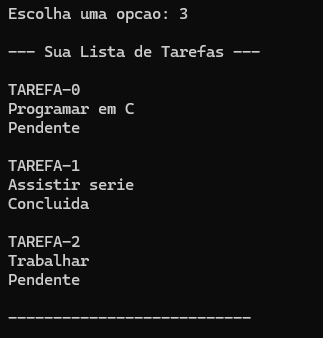 Escolha uma opcao: 3
--- Sua Lista de Tarefas ---
TAREFA-0
Programar em C
Pendente
TAREFA-1
Assistir serie
Concluida
TAREFA-2
Trabalhar
Pendente
---------------------------